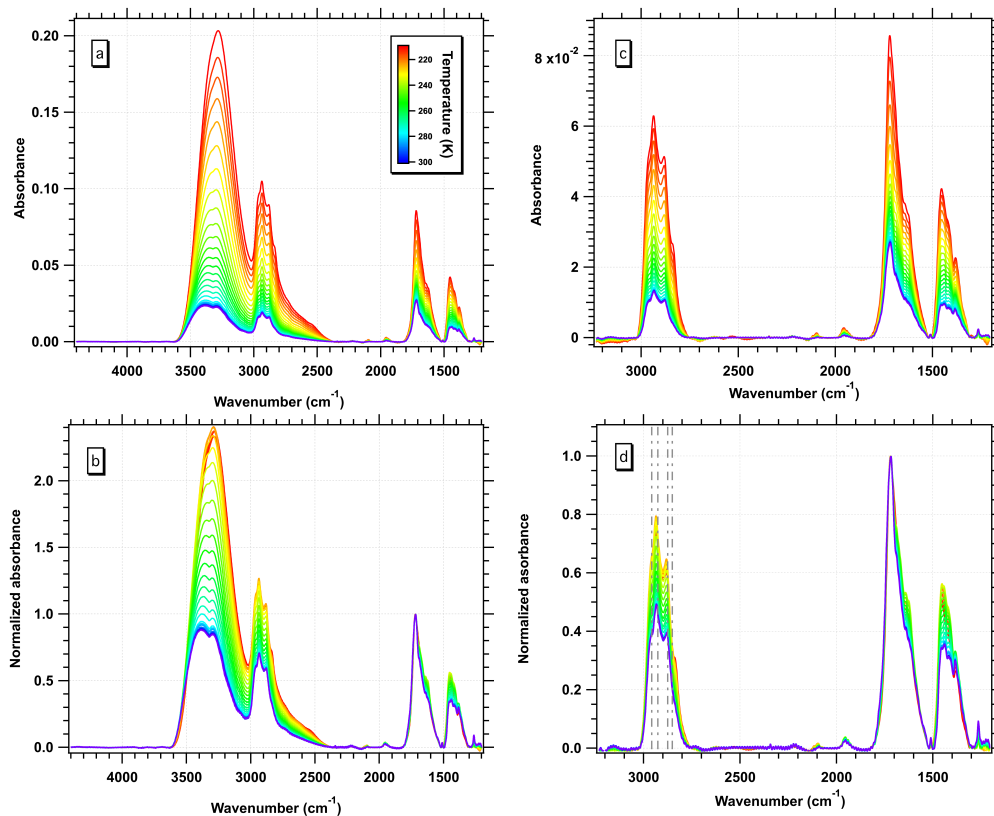 a
0.20
0.15
0.10
0.05
0.00
Absorbance
4000 3500 3000 2500 2000 1500
Wavenumber (cm-1)
220
240
260
280
300
Temperature (K)
c
8 x10-2
6
4
2
0
Absorbance
3000 2500 2000 1500
Wavenumber (cm-1)
b
2.0
1.5
1.0
0.5
0.0
Normalized absorbance
4000 3500 3000 2500 2000 1500
Wavenumber (cm-1)
d
1.0
0.8
0.6
0.4
0.2
0.0
Normalized asorbance
3000 2500 2000 1500
Wavenumber (cm-1)